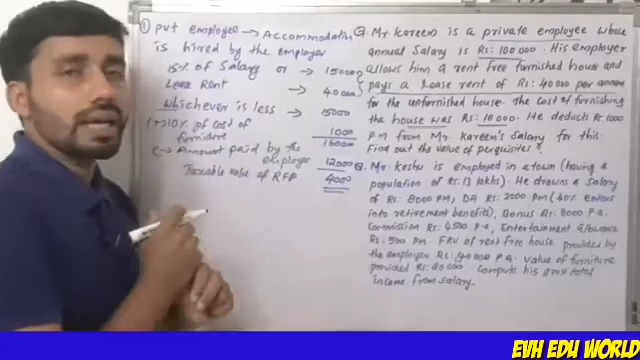 ① Put employee → Accommodation
is hired by the employer
15% of Salary or → 150000
Lease Rent → 40000
Whichever is less → 15000
(+) 10% of cost of
furnident 1000
16000
(-) Amount paid by the
employee 12000
Taxable value of RFA 4000
Q. Mr. Kareem is a private employee whose
annual Salary is Rs: 100000. His employer
allows him a rent free furnished house and
pays a Lease rent of Rs: 40000 per annum
for the unfurnished house. The cost of furnishing
the house was Rs: 10000. He deducts Rs 1000
P.m from Mr. Kareem's Salary for this.
Find out the value of perquisites.
Q. Mr. Keshu is employed in a town (having a
population of Rs: 13 lakhs). He drawns a Salary
of Rs: 8000 PM, DA Rs: 2000 pm (40% enters
into retirement benefits), Bonus Rs: 8000 P.a.
Commission Rs: 4500 P.a, Entertainment allowance
Rs: 500 PM. FRV of rent free house provided by
the employer Rs: 40000 P.a. value of furniture
provided Rs: 20 000 compute his gross total
income from salary.
EVH EDU WORLD